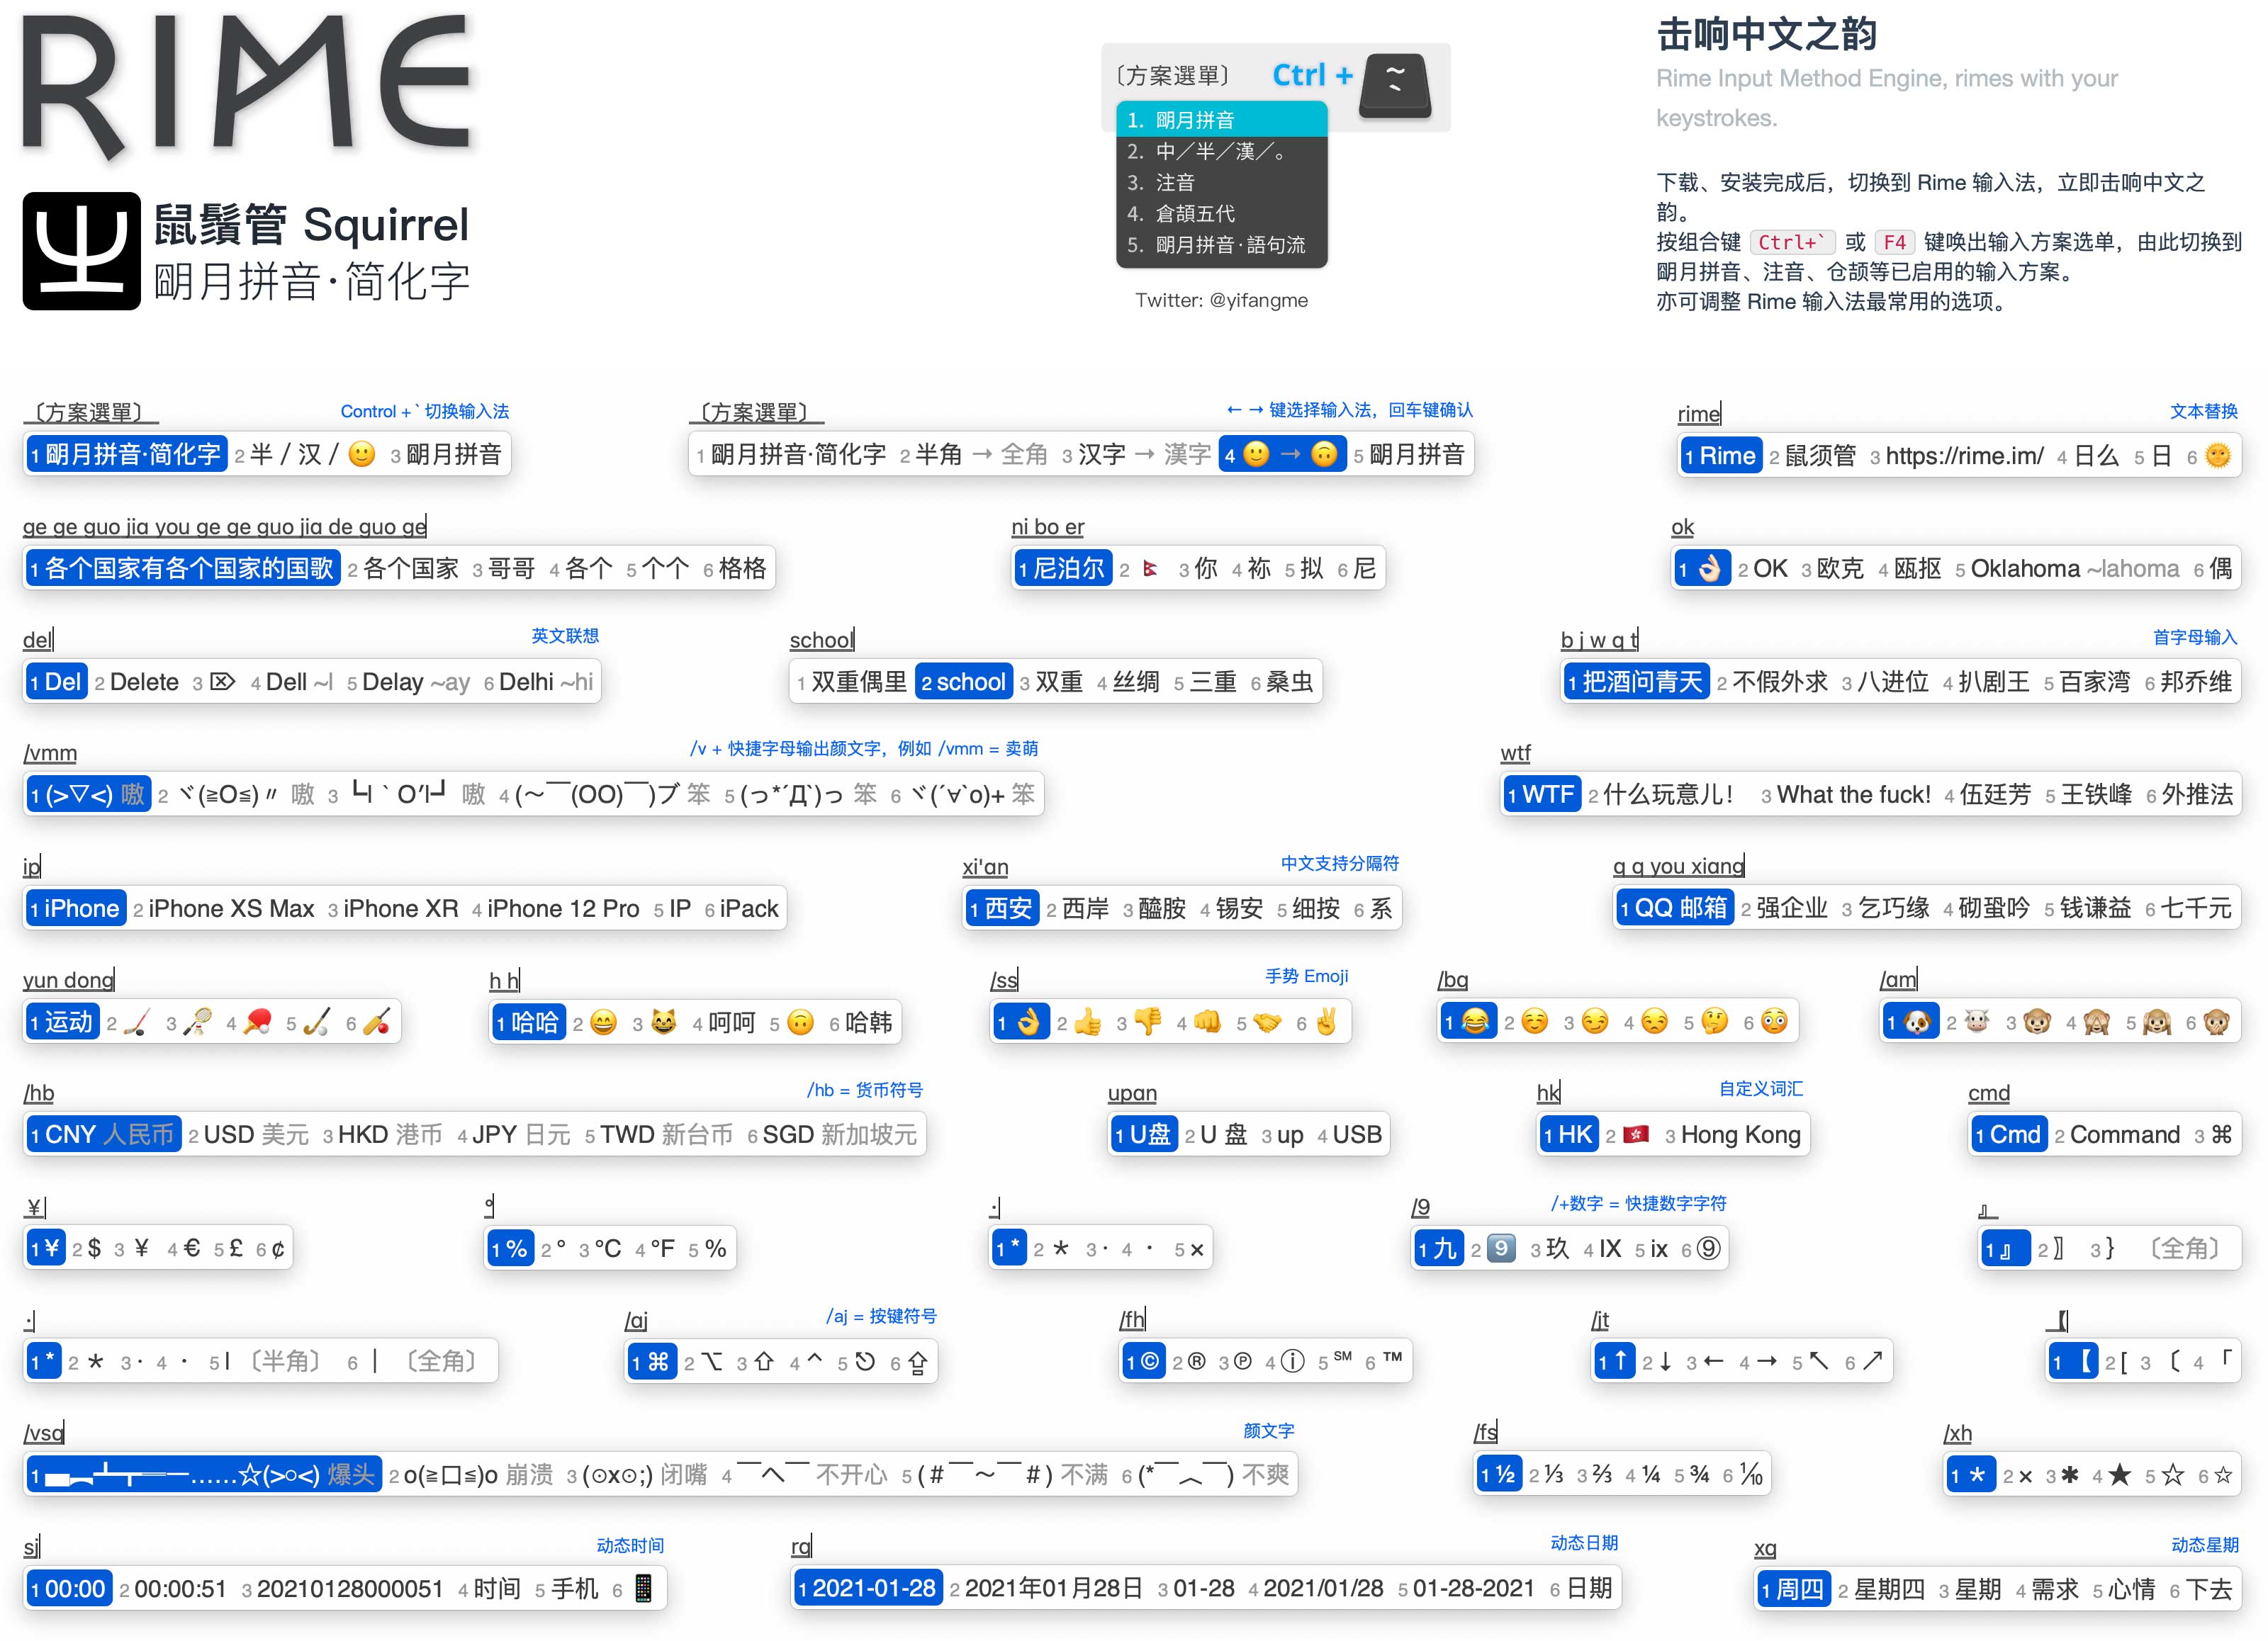 RIME
鼠鬚管 Squirrel
朙月拼音·简化字
〔方案選單〕 Ctrl + ~ `
1. 朙月拼音
2. 中／半／漢／。
3. 注音
4. 倉頡五代
5. 朙月拼音·語句流
Twitter: @yifangme
击响中文之韵
Rime Input Method Engine, rimes with your
keystrokes.
下载、安装完成后，切换到 Rime 输入法，立即击响中文之
韵。
按组合键 Ctrl+` 或 F4 键唤出输入方案选单，由此切换到
朙月拼音、注音、仓颉等已启用的输入方案。
亦可调整 Rime 输入法最常用的选项。
〔方案選單〕 Control +` 切换输入法
1 朙月拼音·简化字 2 半 / 汉 / 🙂 3 朙月拼音
〔方案選單〕 ← → 键选择输入法，回车键确认
1 朙月拼音·简化字 2 半角 → 全角 3 汉字 → 漢字 4 🙂 → 🙃 5 朙月拼音
rime 文本替换
1 Rime 2 鼠须管 3 https://rime.im/ 4 日么 5 日 6 🌞
ge ge guo jia you ge ge guo jia de guo ge
1 各个国家有各个国家的国歌 2 各个国家 3 哥哥 4 各个 5 个个 6 格格
ni bo er
1 尼泊尔 2 🇳🇵 3 你 4 祢 5 拟 6 尼
ok
1 👌🏻 2 OK 3 欧克 4 瓯抠 5 Oklahoma ~lahoma 6 偶
del 英文联想
1 Del 2 Delete 3 ⌦ 4 Dell ~l 5 Delay ~ay 6 Delhi ~hi
school
1 双重偶里 2 school 3 双重 4 丝绸 5 三重 6 桑虫
b j w q t 首字母输入
1 把酒问青天 2 不假外求 3 八进位 4 扒剧王 5 百家湾 6 邦乔维
/vmm /v + 快捷字母输出颜文字，例如 /vmm = 卖萌
1 (>▽<) 嗷 2 ヾ(≧O≦)〃 嗷 3 ┗|｀O′|┛ 嗷 4 (～￣(OO)￣)ブ 笨 5 (っ*´Д`)っ 笨 6 ヾ(´∀`o)+ 笨
wtf
1 WTF 2 什么玩意儿！ 3 What the fuck! 4 伍廷芳 5 王铁峰 6 外推法
ip
1 iPhone 2 iPhone XS Max 3 iPhone XR 4 iPhone 12 Pro 5 IP 6 iPack
xi'an 中文支持分隔符
1 西安 2 西岸 3 醯胺 4 锡安 5 细按 6 系
q q you xiang
1 QQ 邮箱 2 强企业 3 乞巧缘 4 砌蛩吟 5 钱谦益 6 七千元
yun dong
1 运动 2 🏒 3 🏸 4 🏓 5 🏑 6 🏏
h h
1 哈哈 2 😄 3 😸 4 呵呵 5 🙃 6 哈韩
/ss 手势 Emoji
1 👌 2 👍 3 👎 4 👊 5 🤝 6 ✌️
/bq
1 😂 2 ☺️ 3 😏 4 😒 5 🤔 6 😳
/am
1 🐶 2 🐮 3 🐵 4 🙈 5 🙉 6 🙊
/hb /hb = 货币符号
1 CNY 人民币 2 USD 美元 3 HKD 港币 4 JPY 日元 5 TWD 新台币 6 SGD 新加坡元
upan
1 U盘 2 U 盘 3 up 4 USB
hk 自定义词汇
1 HK 2 🇭🇰 3 Hong Kong
cmd
1 Cmd 2 Command 3 ⌘
¥
1 ¥ 2 $ 3 ￥ 4 € 5 £ 6 ¢
°
1 % 2 ° 3 ℃ 4 ℉ 5 ％
·
1 * 2 ＊ 3 · 4 ・ 5 ×
/9 /+数字 = 快捷数字字符
1 九 2 9️⃣ 3 玖 4 Ⅸ 5 ⅸ 6 ⑨
』
1 』 2 〗 3 ｝ 〔全角〕
·
1 * 2 ＊ 3 · 4 ・ 5 | 〔半角〕 6 ｜ 〔全角〕
/aj /aj = 按键符号
1 ⌘ 2 ⌥ 3 ⇧ 4 ⌃ 5 ⎋ 6 ⇪
/fh
1 © 2 ® 3 ℗ 4 ⓘ 5 ℠ 6 ™
/jt
1 ↑ 2 ↓ 3 ← 4 → 5 ↖ 6 ↗
【
1 【 2 [ 3 〔 4 「
/vsq 颜文字
1 ▄︻┻┳═一……☆(>○<) 爆头 2 o(≧口≦)o 崩溃 3 (⊙x⊙;) 闭嘴 4 ￣へ￣ 不开心 5 (＃￣～￣＃) 不满 6 (*￣︿￣) 不爽
/fs
1 ½ 2 ⅓ 3 ⅔ 4 ¼ 5 ¾ 6 ⅒
/xh
1 ＊ 2 × 3 ✱ 4 ★ 5 ☆ 6 ⭐︎
sj 动态时间
1 00:00 2 00:00:51 3 20210128000051 4 时间 5 手机 6 📱
rq 动态日期
1 2021-01-28 2 2021年01月28日 3 01-28 4 2021/01/28 5 01-28-2021 6 日期
xq 动态星期
1 周四 2 星期四 3 星期 4 需求 5 心情 6 下去